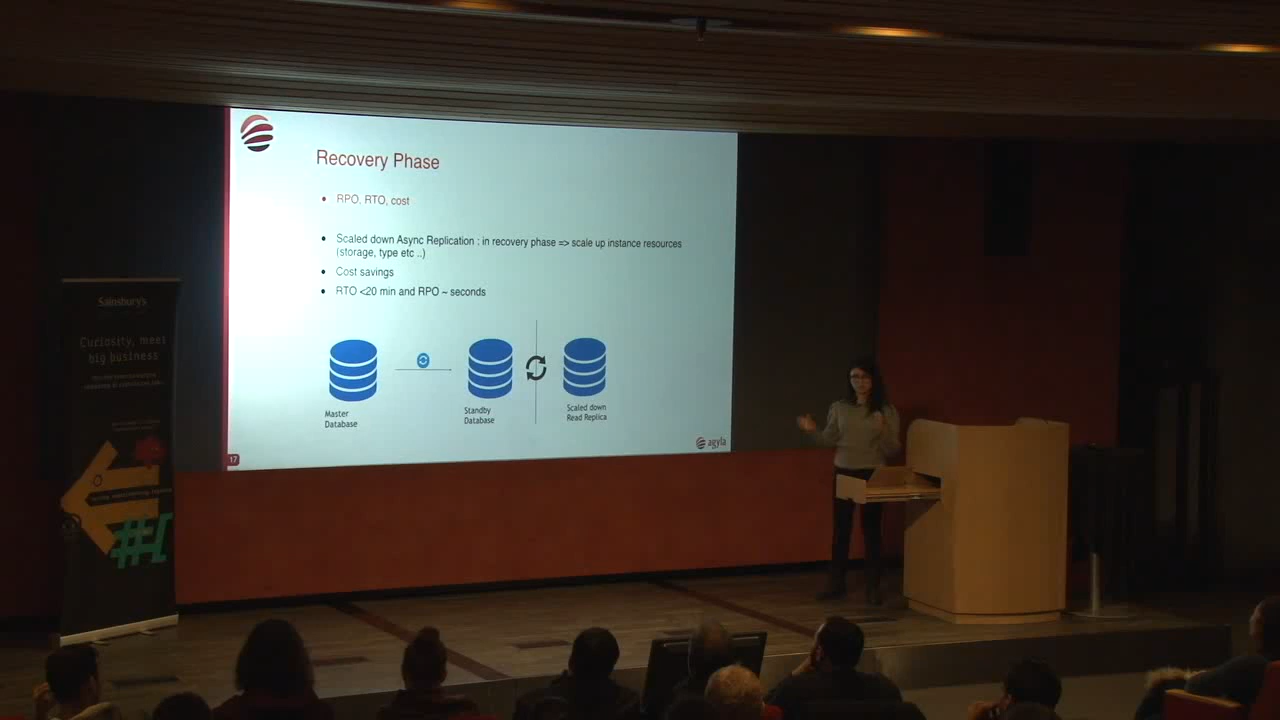 Recovery Phase
RPO, RTO, cost
Scaled down Async Replication : in recovery phase => scale up instance resources
(storage, type etc ..)
Cost savings
RTO <20 min and RPO ~ seconds
Master
Database
Standby
Database
Scaled down
Read Replica
17
agyla
Sainsbury's
Curiosity, meet
big business